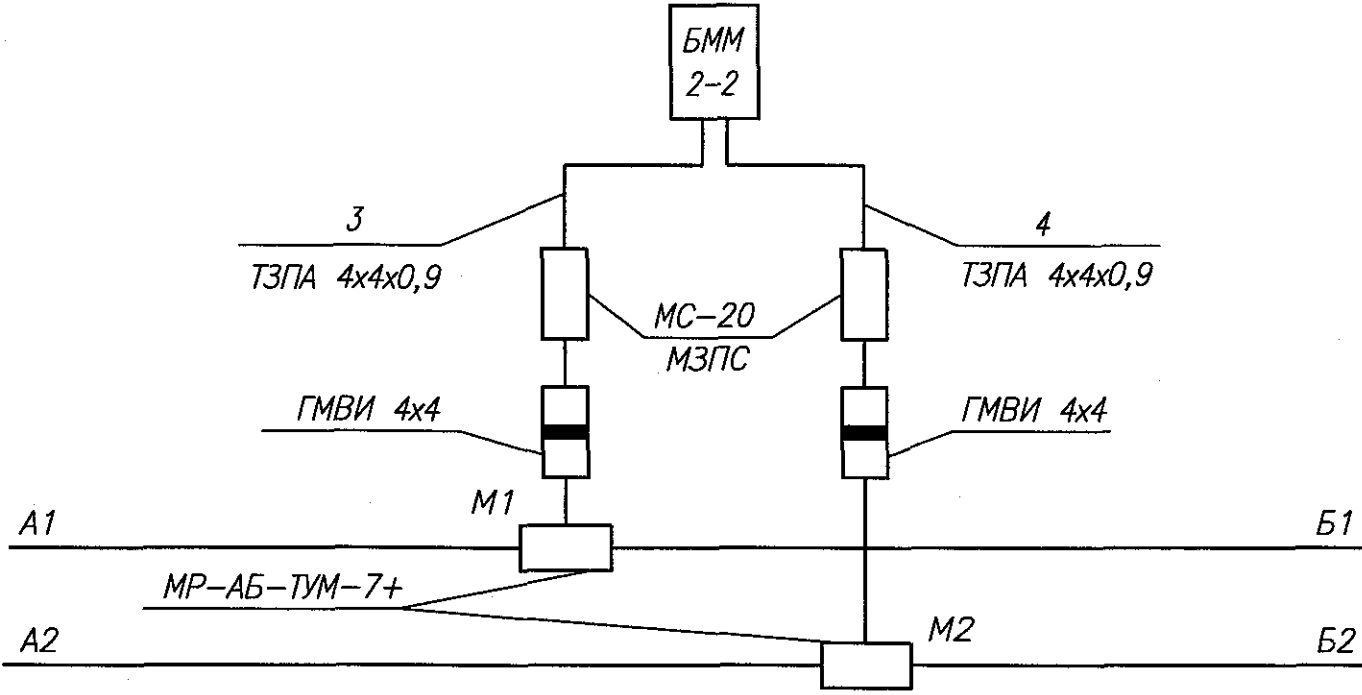 БММ
2-2
3
ТЗПА 4х4х0,9
4
ТЗПА 4х4х0,9
МС-20
МЗПС
ГМВИ 4х4
ГМВИ 4х4
М1
А1
Б1
МР-АБ-ТУМ-7+
А2
М2
Б2